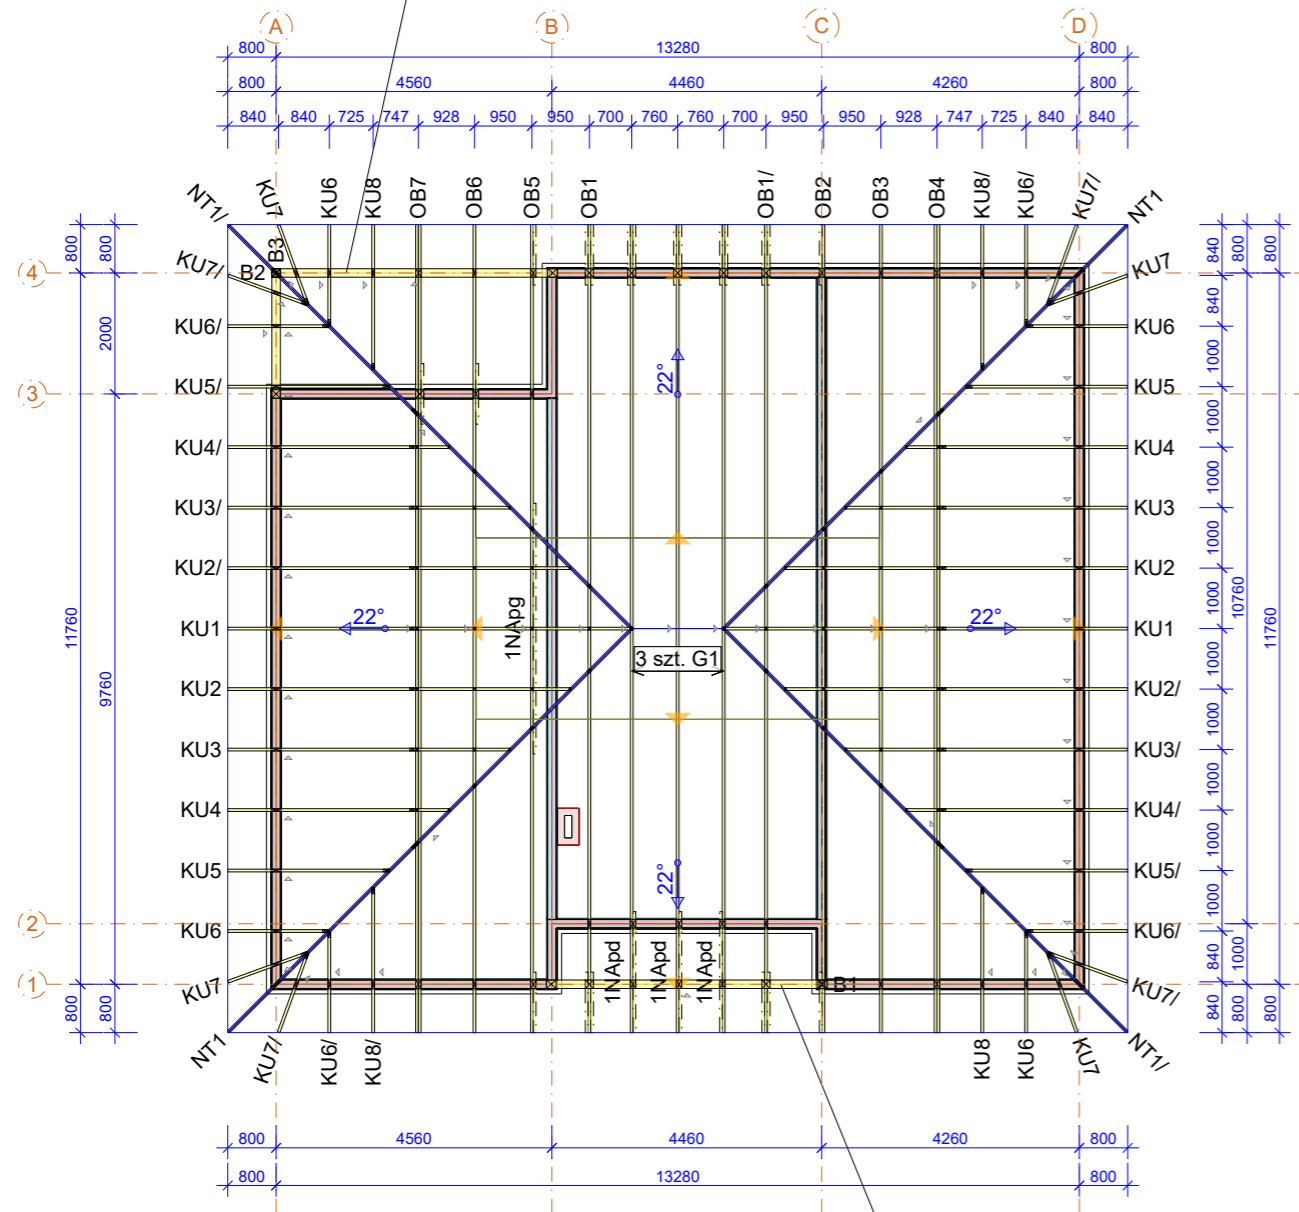 A B C D
800 13280 800
800 4560 4460 4260 800
840 840 725 747 928 950 950 700 760 760 700 950 950 928 747 725 840 840
NT1/ KU7 KU6 KU8 OB7 OB6 OB5 OB1 OB1/ OB2 OB3 OB4 KU8/ KU6/ KU7/ NT1
KU7/ B2 B3 KU7
4
KU6/ KU6
KU5/ 22° KU5
3
KU4/ KU4
KU3/ KU3
KU2/ KU2
KU1 22° 1NApg 22° KU1
3 szt. G1
KU2 KU2/
KU3 KU3/
KU4 KU4/
KU5 22° KU5/
2
KU6 KU6/
1NApd 1NApd 1NApd
1
KU7 B1 KU7/
NT1 KU7/ KU6/ KU8/ KU8 KU6 KU7 NT1/
800 11760 800
800 2000 9760 800
840 840 1000 1000 1000 1000 1000 1000 1000 1000 1000 1000 840 840
800 10760 1000 800
800 11760 800
800 4560 4460 4260 800
800 13280 800